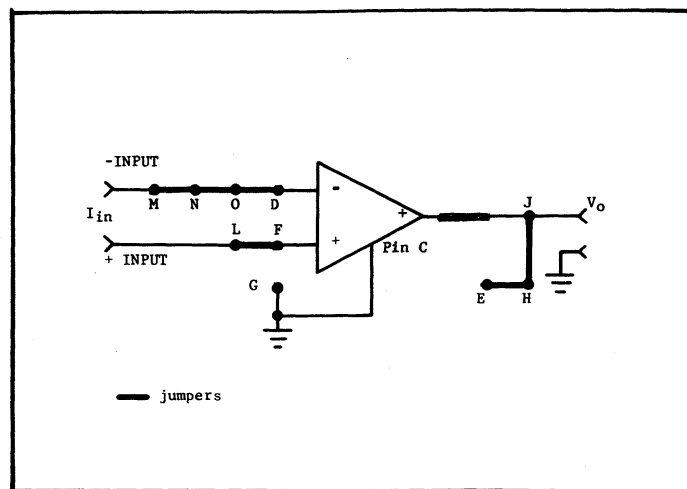 -INPUT
M N O D
I_in
-
+
J
V_o
L F
+
+ INPUT
Pin C
G
E H
jumpers